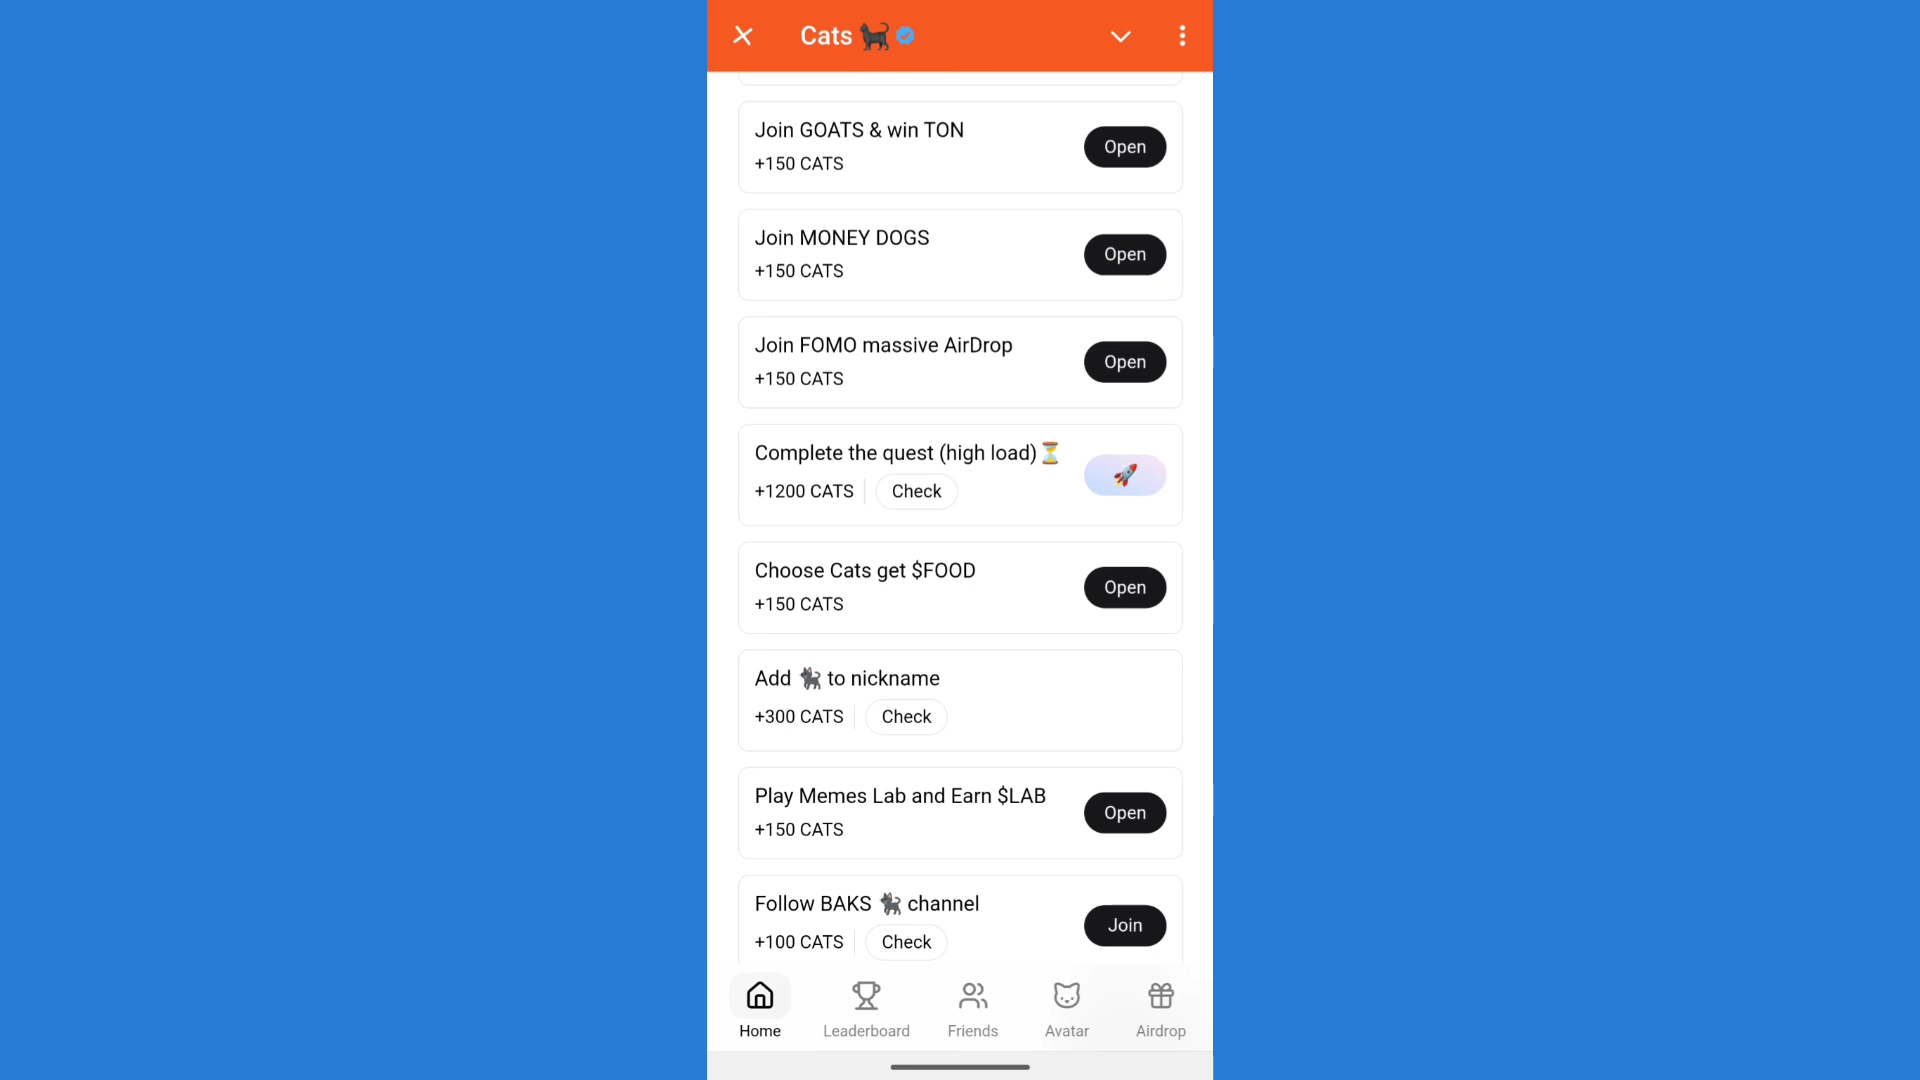 Cats 🐈‍⬛
Join GOATS & win TON
+150 CATS
Open
Join MONEY DOGS
+150 CATS
Open
Join FOMO massive AirDrop
+150 CATS
Open
Complete the quest (high load)⏳
+1200 CATS
Check
🚀
Choose Cats get $FOOD
+150 CATS
Open
Add 🐈‍⬛ to nickname
+300 CATS
Check
Play Memes Lab and Earn $LAB
+150 CATS
Open
Follow BAKS 🐈‍⬛ channel
+100 CATS
Check
Join
Home
Leaderboard
Friends
Avatar
Airdrop